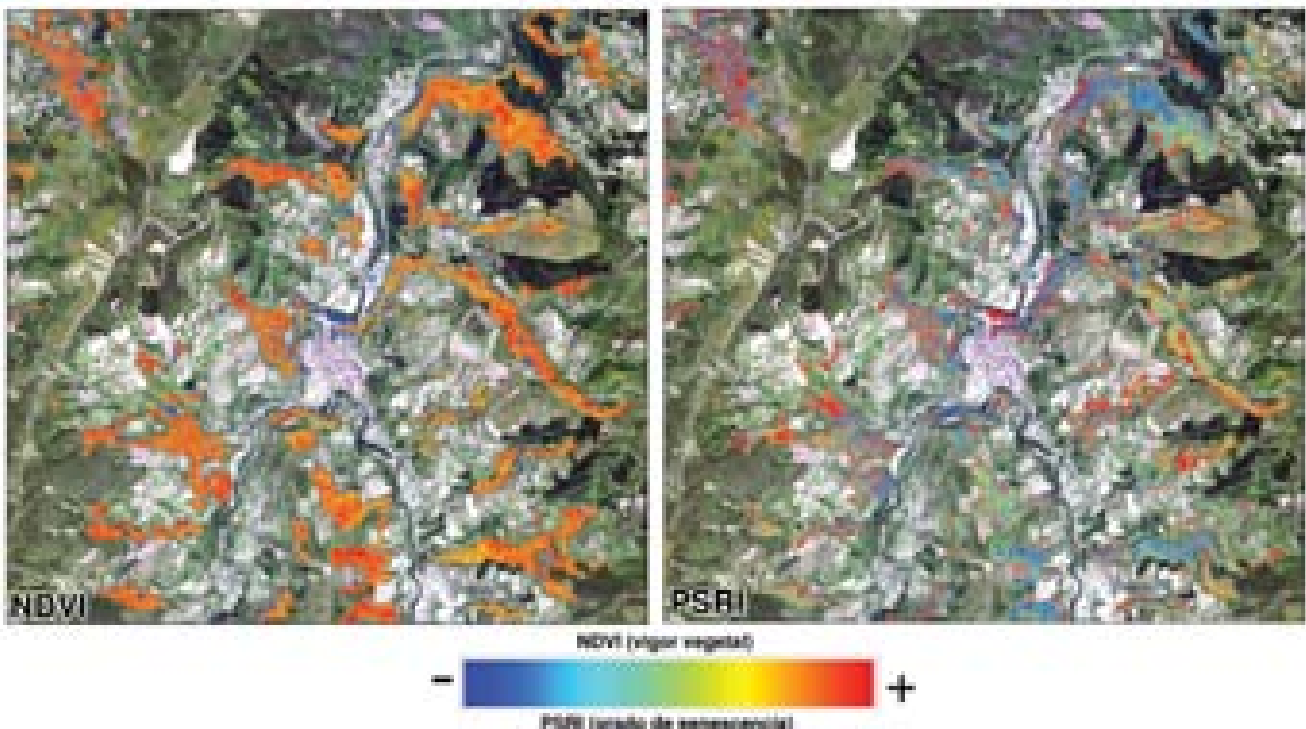 NDVI
PSRI
NDVI (vigor vegetal)
- +
PSRI (grado de senescencia)